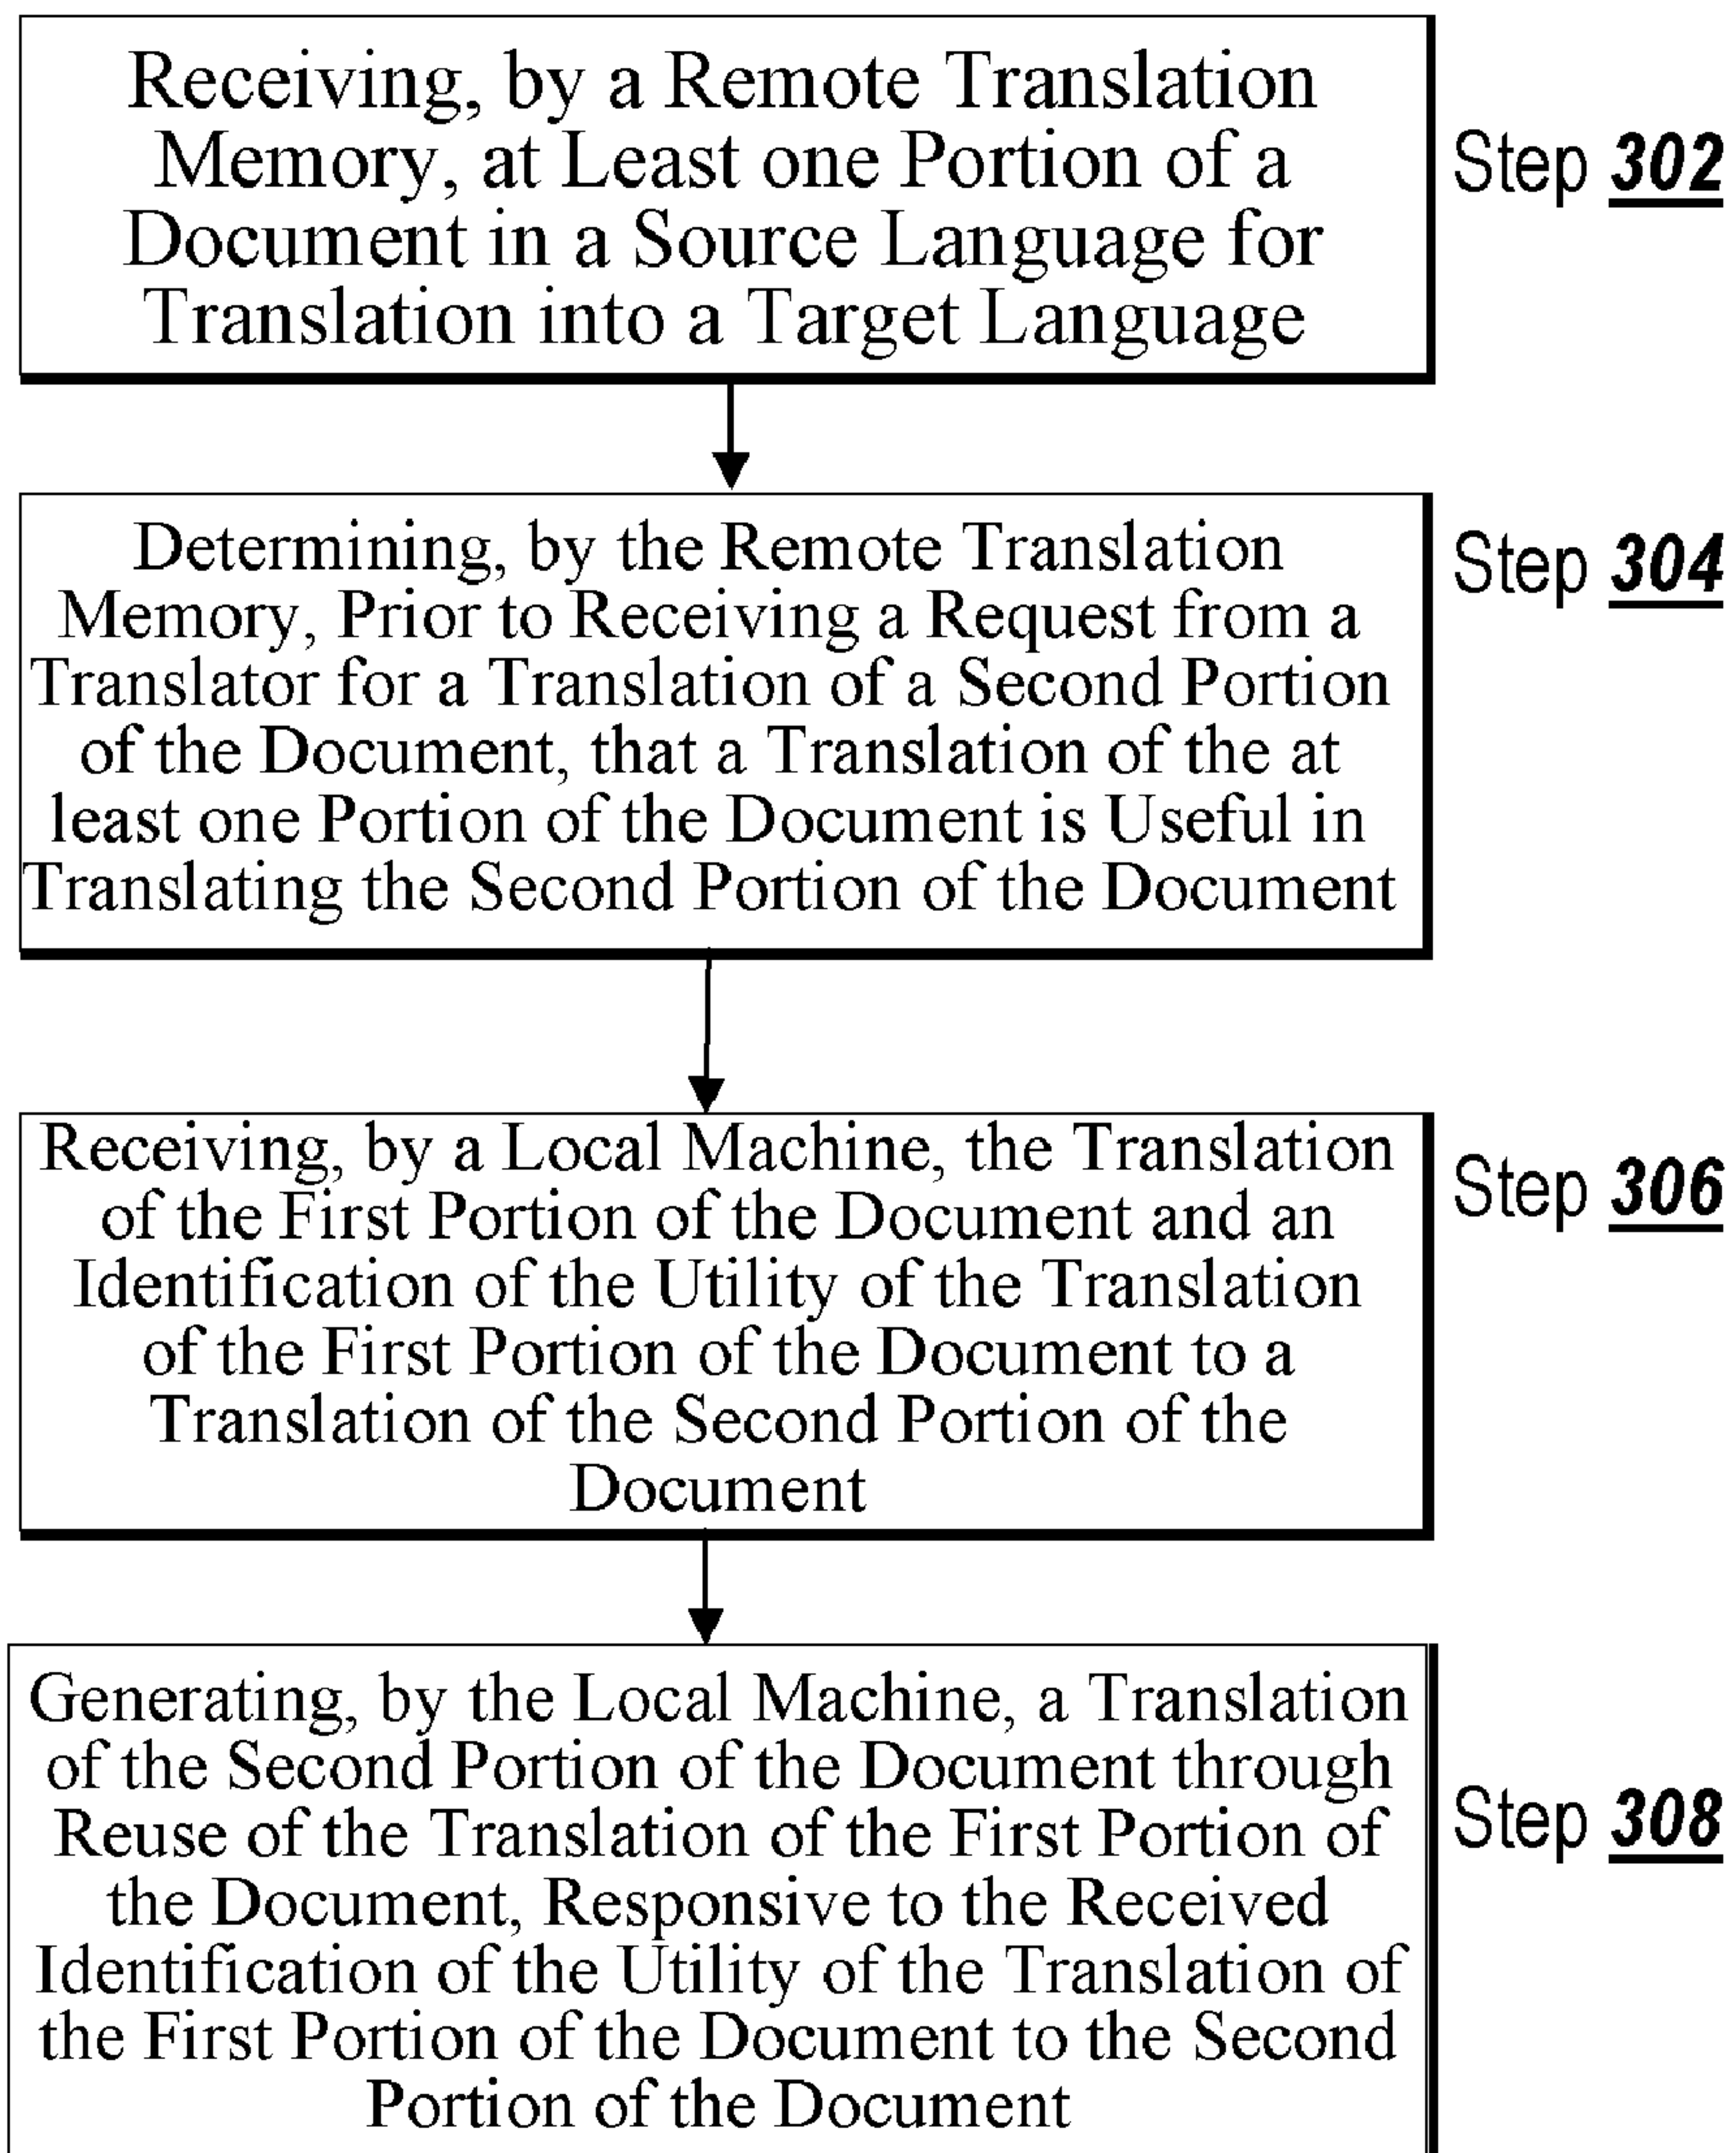 Receiving, by a Remote Translation
Memory, at Least one Portion of a
Document in a Source Language for
Translation into a Target Language
Step 302
Determining, by the Remote Translation
Memory, Prior to Receiving a Request from a
Translator for a Translation of a Second Portion
of the Document, that a Translation of the at
least one Portion of the Document is Useful in
Translating the Second Portion of the Document
Step 304
Receiving, by a Local Machine, the Translation
of the First Portion of the Document and an
Identification of the Utility of the Translation
of the First Portion of the Document to a
Translation of the Second Portion of the
Document
Step 306
Generating, by the Local Machine, a Translation
of the Second Portion of the Document through
Reuse of the Translation of the First Portion of
the Document, Responsive to the Received
Identification of the Utility of the Translation of
the First Portion of the Document to the Second
Portion of the Document
Step 308